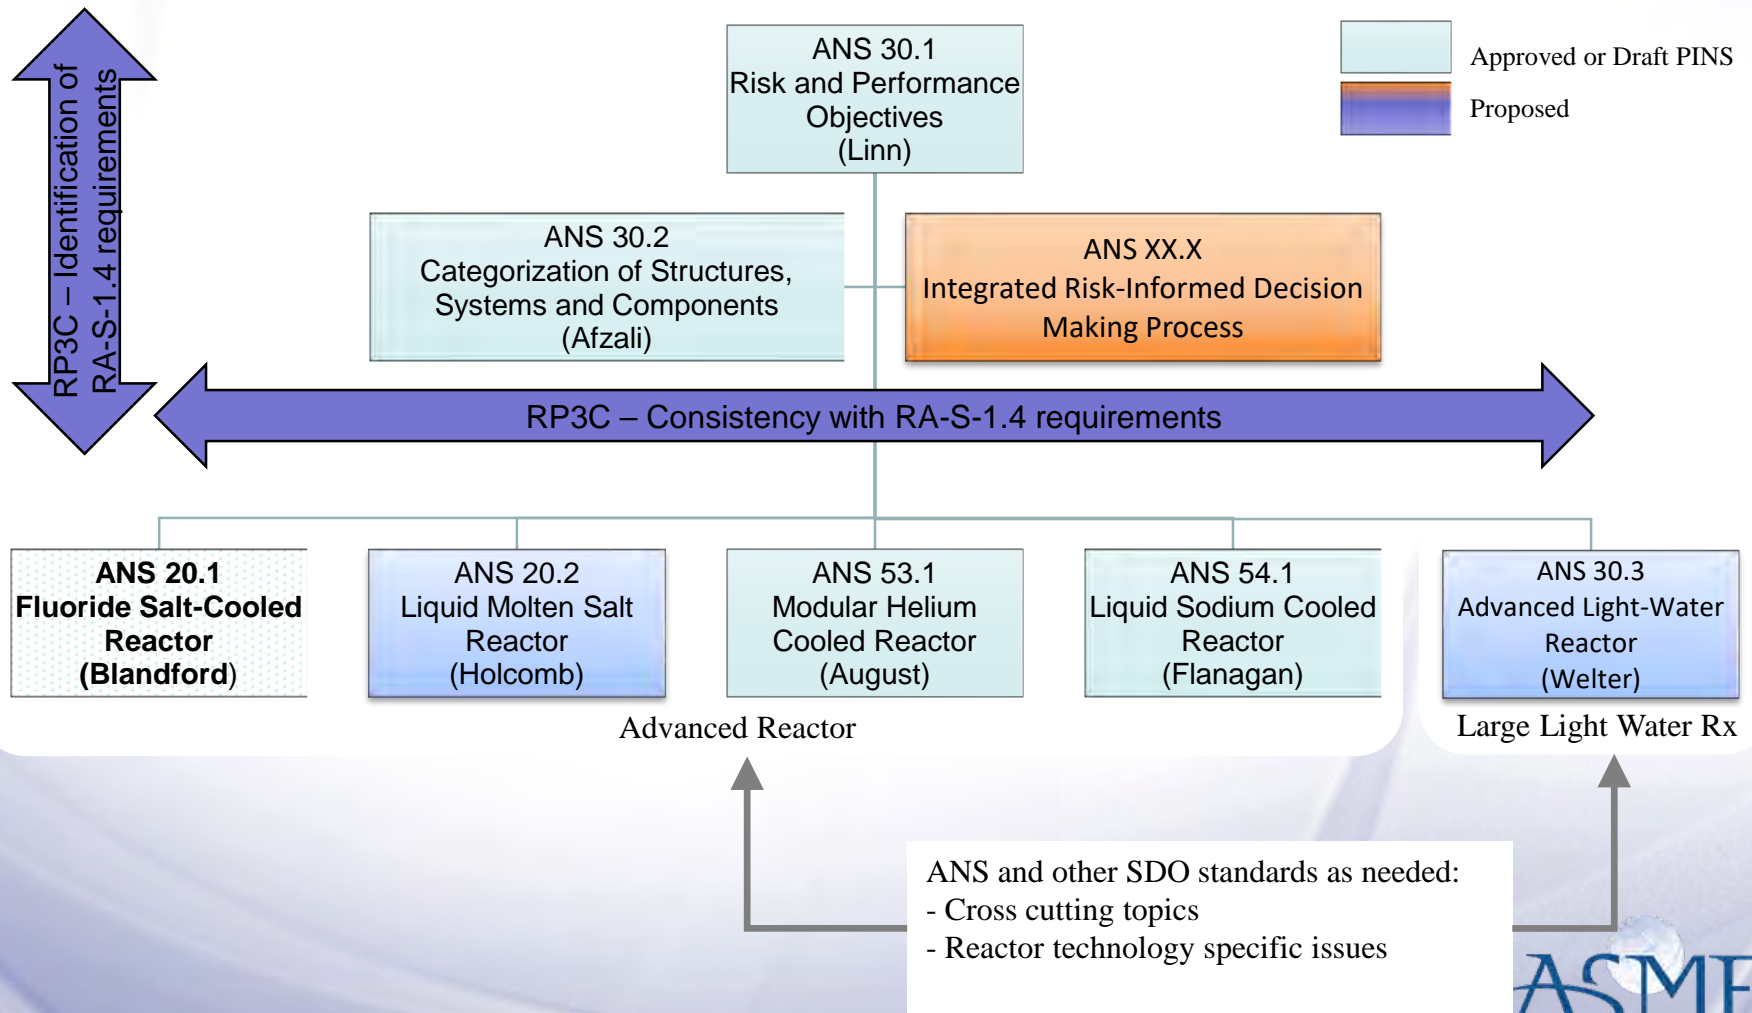 RP3C – Identification of
RA-S-1.4 requirements
ANS 30.1
Risk and Performance
Objectives
(Linn)
Approved or Draft PINS
Proposed
ANS 30.2
Categorization of Structures,
Systems and Components
(Afzali)
ANS XX.X
Integrated Risk-Informed Decision
Making Process
RP3C – Consistency with RA-S-1.4 requirements
ANS 20.1
Fluoride Salt-Cooled
Reactor
(Blandford)
ANS 20.2
Liquid Molten Salt
Reactor
(Holcomb)
ANS 53.1
Modular Helium
Cooled Reactor
(August)
ANS 54.1
Liquid Sodium Cooled
Reactor
(Flanagan)
ANS 30.3
Advanced Light-Water
Reactor
(Welter)
Advanced Reactor
Large Light Water Rx
ANS and other SDO standards as needed:
- Cross cutting topics
- Reactor technology specific issues
ASME